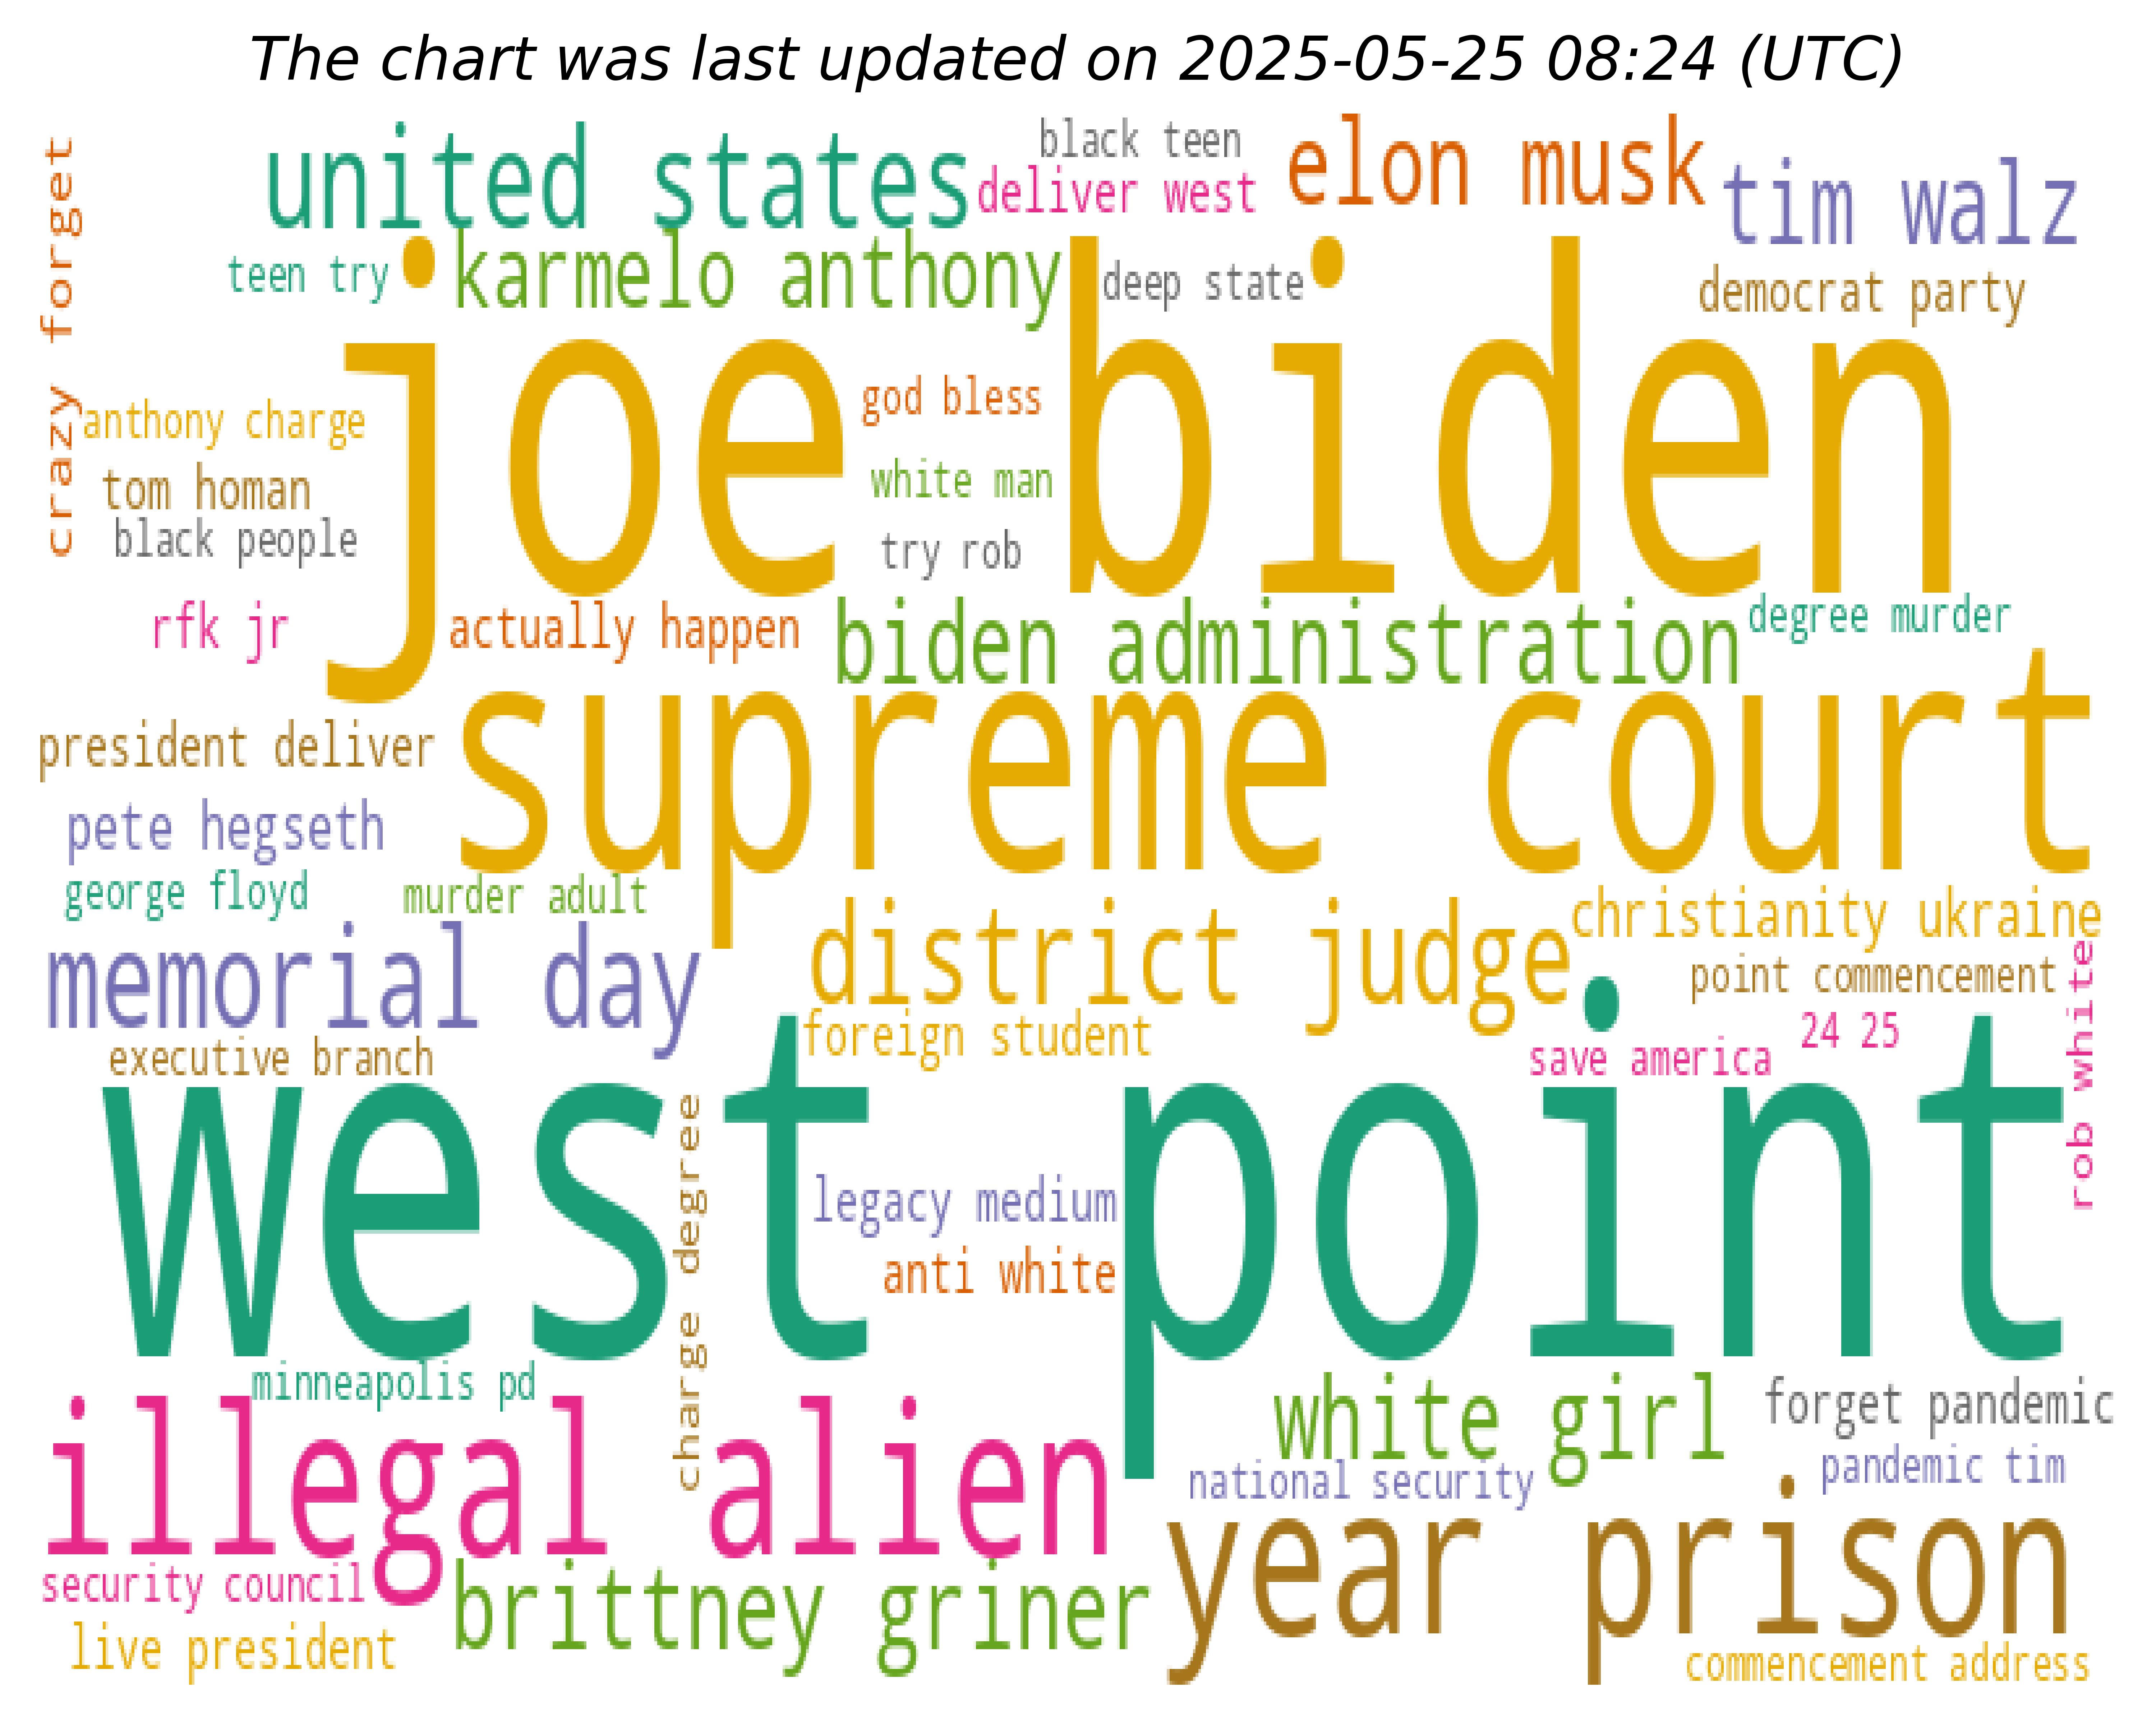 The chart was last updated on 2025-05-25 08:24 (UTC)
black teen
united states
deliver west
elon musk
tim walz
crazy forget
teen try
karmelo anthony
deep state
democrat party
joe biden
god bless
anthony charge
tom homan
white man
black people
try rob
rfk jr
actually happen
biden administration
degree murder
supreme court
president deliver
pete hegseth
george floyd
murder adult
memorial day
district judge
christianity ukraine
point commencement
rob white
executive branch
foreign student
save america
24 25
west point
charge degree
legacy medium
anti white
minneapolis pd
illegal alien
white girl
forget pandemic
national security
pandemic tim
year prison
security council
brittney griner
live president
commencement address